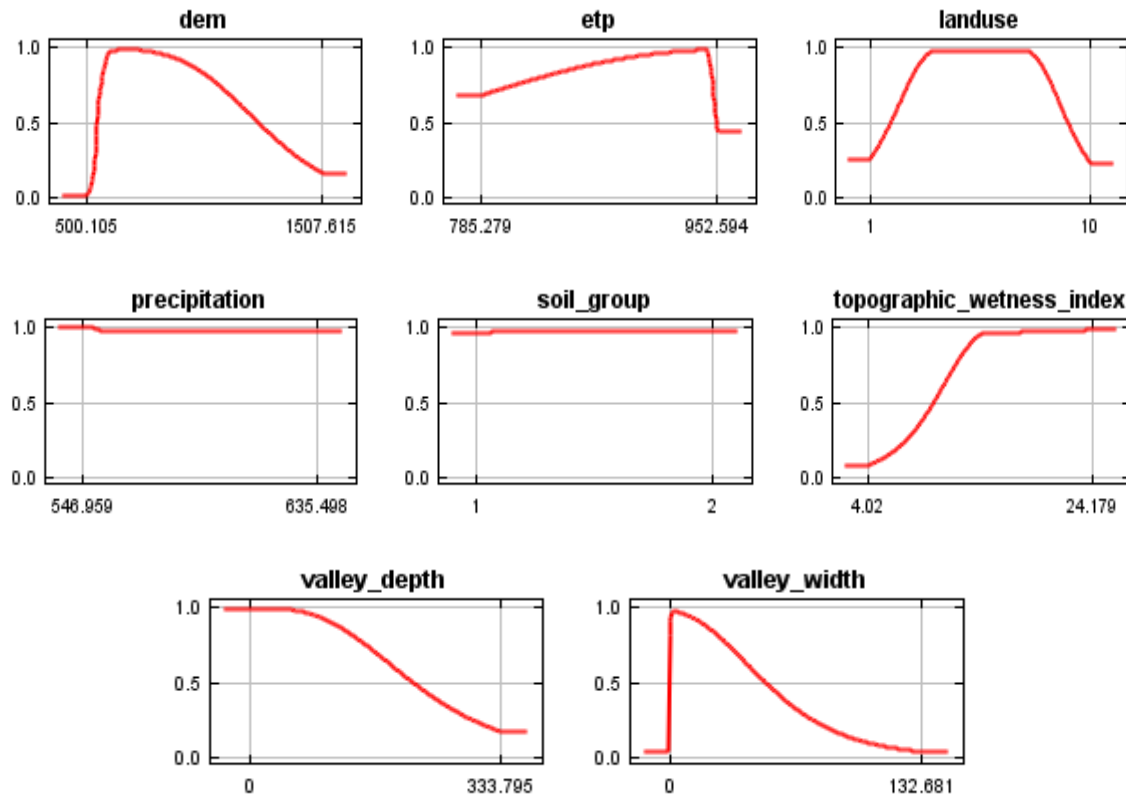 dem etp landuse
1.0 1.0 1.0
0.5 0.5 0.5
0.0 0.0 0.0
500.105 1507.615 785.279 952.594 1 10
precipitation soil_group topographic_wetness_index
1.0 1.0 1.0
0.5 0.5 0.5
0.0 0.0 0.0
546.959 635.498 1 2 4.02 24.179
valley_depth valley_width
1.0 1.0
0.5 0.5
0.0 0.0
0 333.795 0 132.681